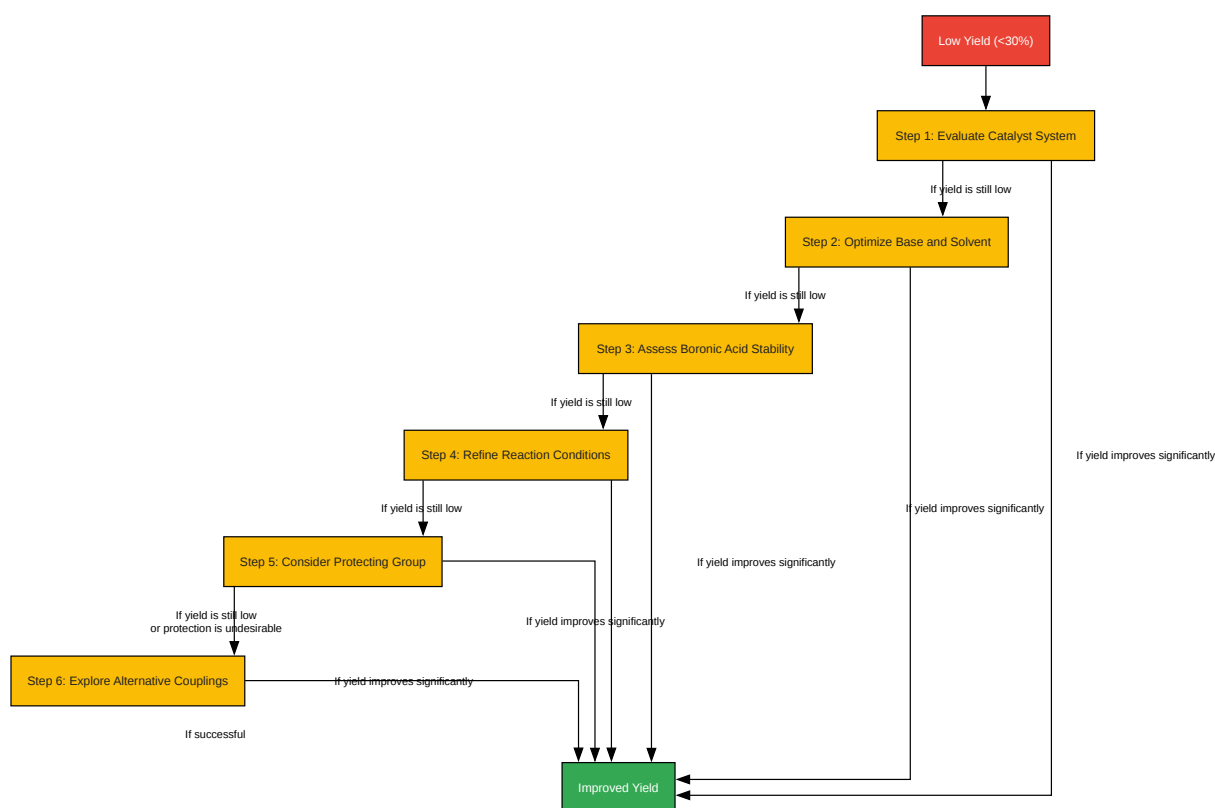 Low Yield (<30%)
Step 1: Evaluate Catalyst System
If yield is still low
Step 2: Optimize Base and Solvent
If yield is still low
Step 3: Assess Boronic Acid Stability
If yield is still low
Step 4: Refine Reaction Conditions
If yield improves significantly
If yield is still low
If yield improves significantly
Step 5: Consider Protecting Group
If yield improves significantly
If yield is still low
or protection is undesirable
If yield improves significantly
Step 6: Explore Alternative Couplings
If yield improves significantly
If successful
Improved Yield